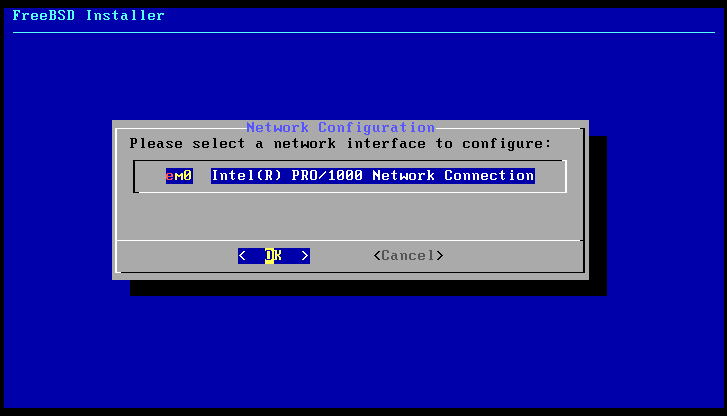 FreeBSD Installer
Network Configuration
Please select a network interface to configure:
em0 Intel(R) PRO/1000 Network Connection
< OK > <Cancel>